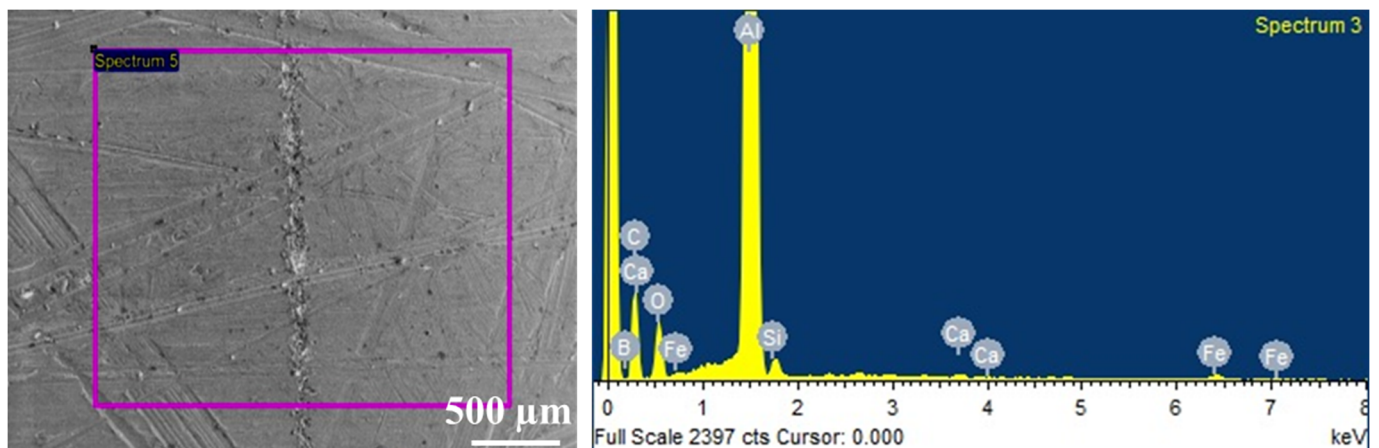 Spectrum 5
500 µm
Spectrum 3
Al
C
Ca
O
B
Fe
Si
Ca
Ca
Fe
Fe
0 1 2 3 4 5 6 7 8
Full Scale 2397 cts Cursor: 0.000 keV